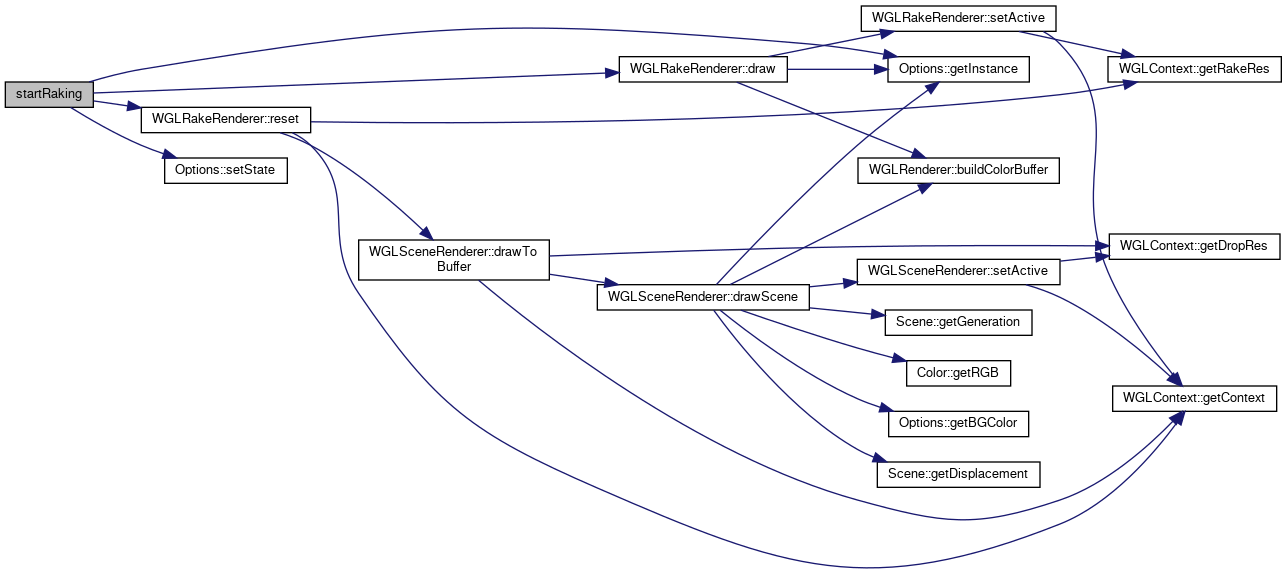 startRaking
WGLRakeRenderer::reset
Options::setState
WGLSceneRenderer::drawTo
Buffer
WGLRakeRenderer::draw
WGLSceneRenderer::drawScene
WGLRakeRenderer::setActive
Options::getInstance
WGLRenderer::buildColorBuffer
WGLSceneRenderer::setActive
Scene::getGeneration
Color::getRGB
Options::getBGColor
Scene::getDisplacement
WGLContext::getRakeRes
WGLContext::getDropRes
WGLContext::getContext